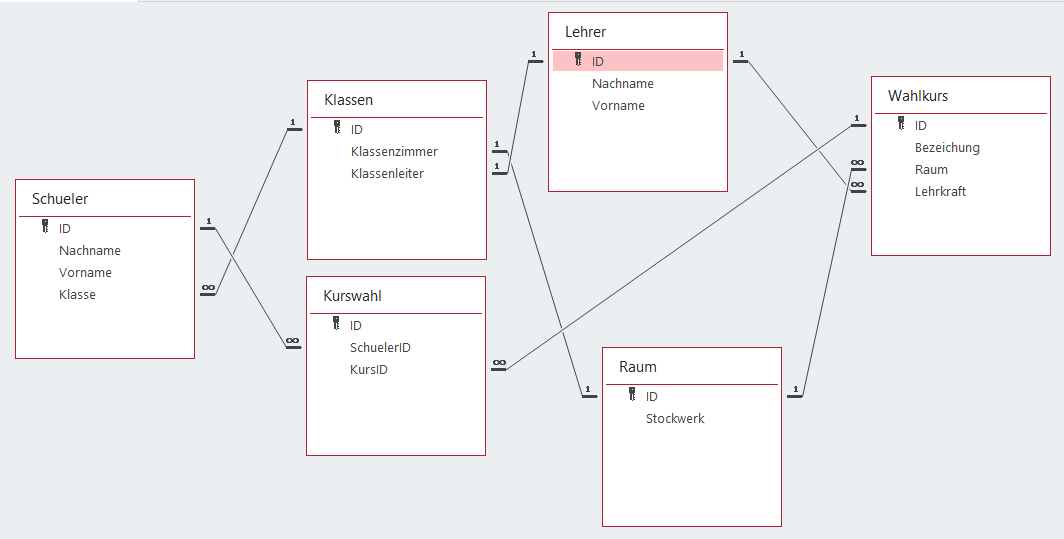 Schueler
ID
Nachname
Vorname
Klasse
1
∞
Klassen
ID
Klassenzimmer
Klassenleiter
1
1
1
Kurswahl
ID
SchuelerID
KursID
∞
∞
Lehrer
ID
Nachname
Vorname
1
1
Raum
ID
Stockwerk
1
1
Wahlkurs
ID
Bezeichung
Raum
Lehrkraft
1
∞
∞